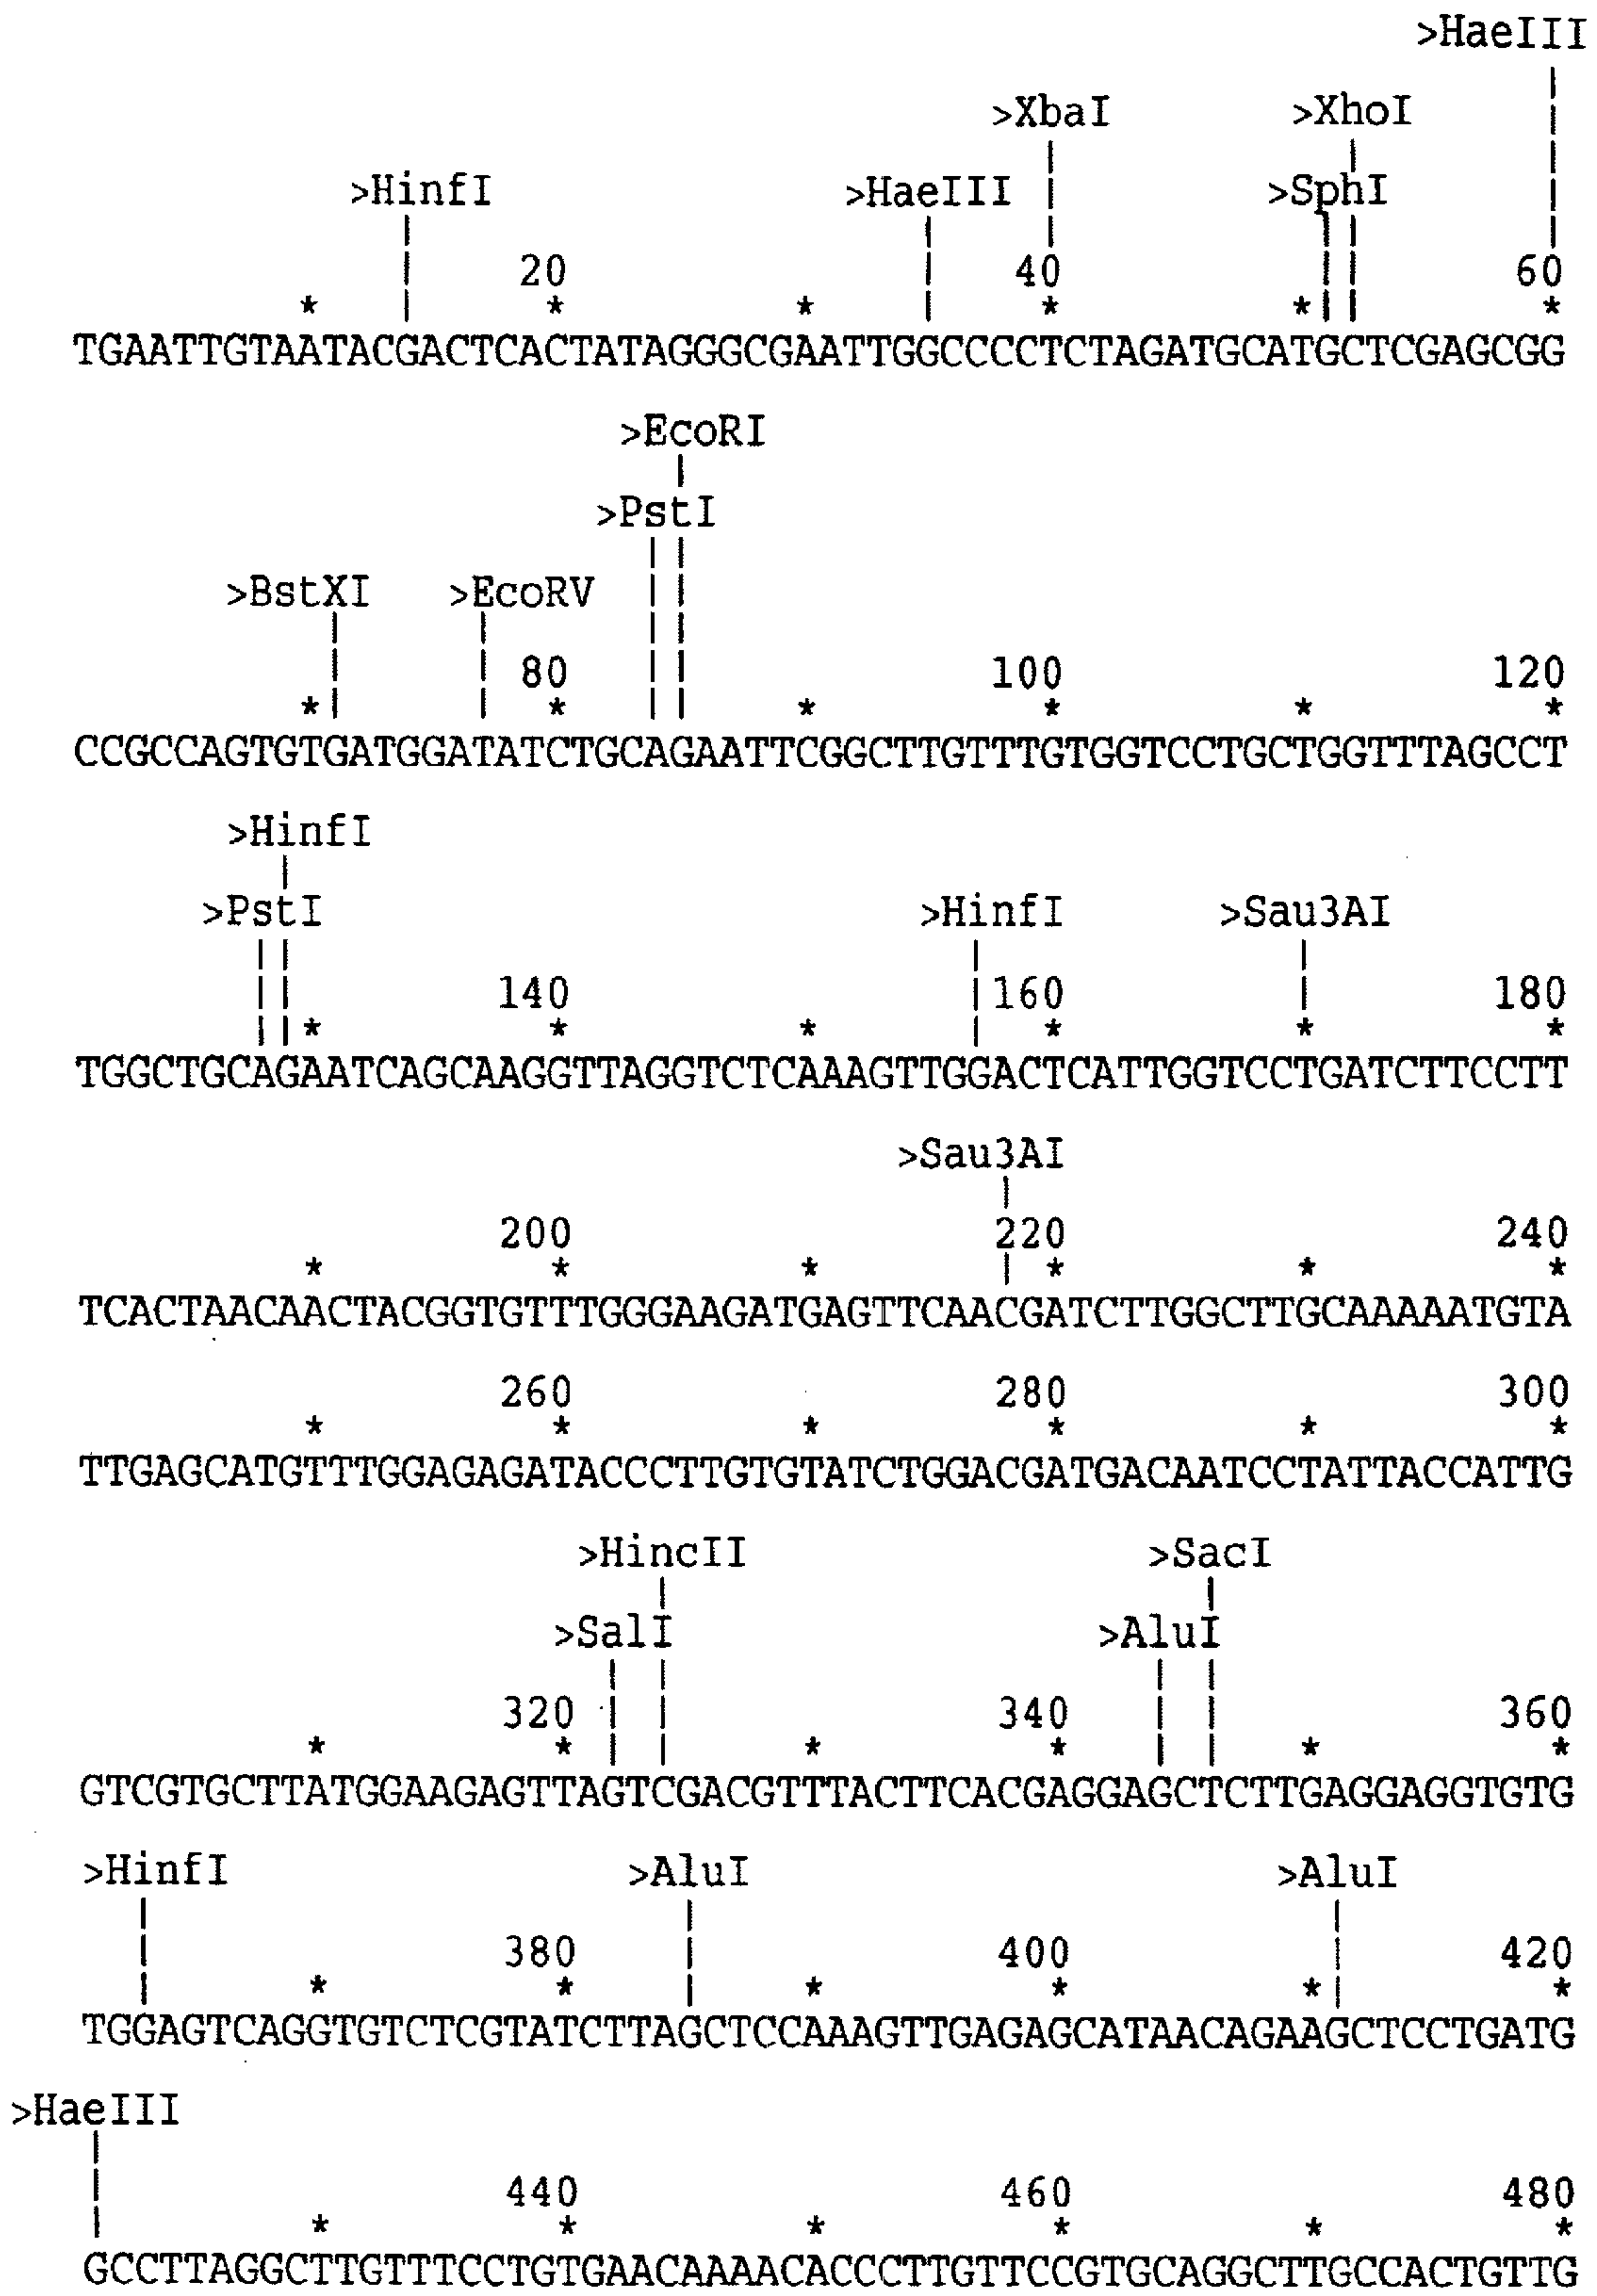 >HaeIII
>XbaI >XhoI
>HinfI >HaeIII >SphI
20 40 60
* * * * * *
TGAATTGTAATACGACTCACTATAGGGCGAATTGGCCCCTCTAGATGCATGCTCGAGCGG
>EcoRI
>PstI
>BstXI >EcoRV
80 100 120
* * * * * *
CCGCCAGTGTGATGGATATCTGCAGAATTCGGCTTGTTTGTGGTCCTGCTGGTTTAGCCT
>HinfI
>PstI >HinfI >Sau3AI
140 160 180
* * * * * *
TGGCTGCAGAATCAGCAAGGTTAGGTCTCAAAGTTGGACTCATTGGTCCTGATCTTCCTT
>Sau3AI
200 220 240
* * * * * *
TCACTAACAACTACGGTGTTTGGGAAGATGAGTTCAACGATCTTGGCTTGCAAAAATGTA
260 280 300
* * * * * *
TTGAGCATGTTTGGAGAGATACCCTTGTGTATCTGGACGATGACAATCCTATTACCATTG
>HincII >SacI
>SalI >AluI
320 340 360
* * * * * *
GTCGTGCTTATGGAAGAGTTAGTCGACGTTTACTTCACGAGGAGCTCTTGAGGAGGTGTG
>HinfI >AluI >AluI
380 400 420
* * * * * *
TGGAGTCAGGTGTCTCGTATCTTAGCTCCAAAGTTGAGAGCATAACAGAAGCTCCTGATG
>HaeIII
440 460 480
* * * * * *
GCCTTAGGCTTGTTTCCTGTGAACAAAACACCCTTGTTCCGTGCAGGCTTGCCACTGTTG